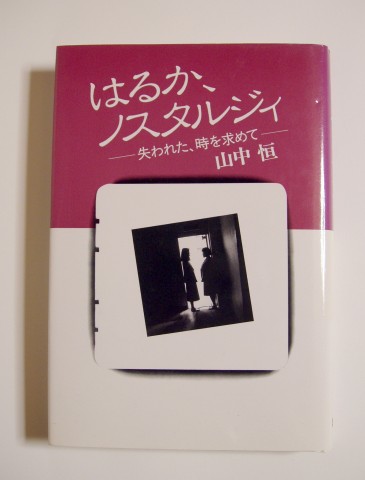 はるか、
ノスタルジィ
――失われた、時を求めて――
山中 恒